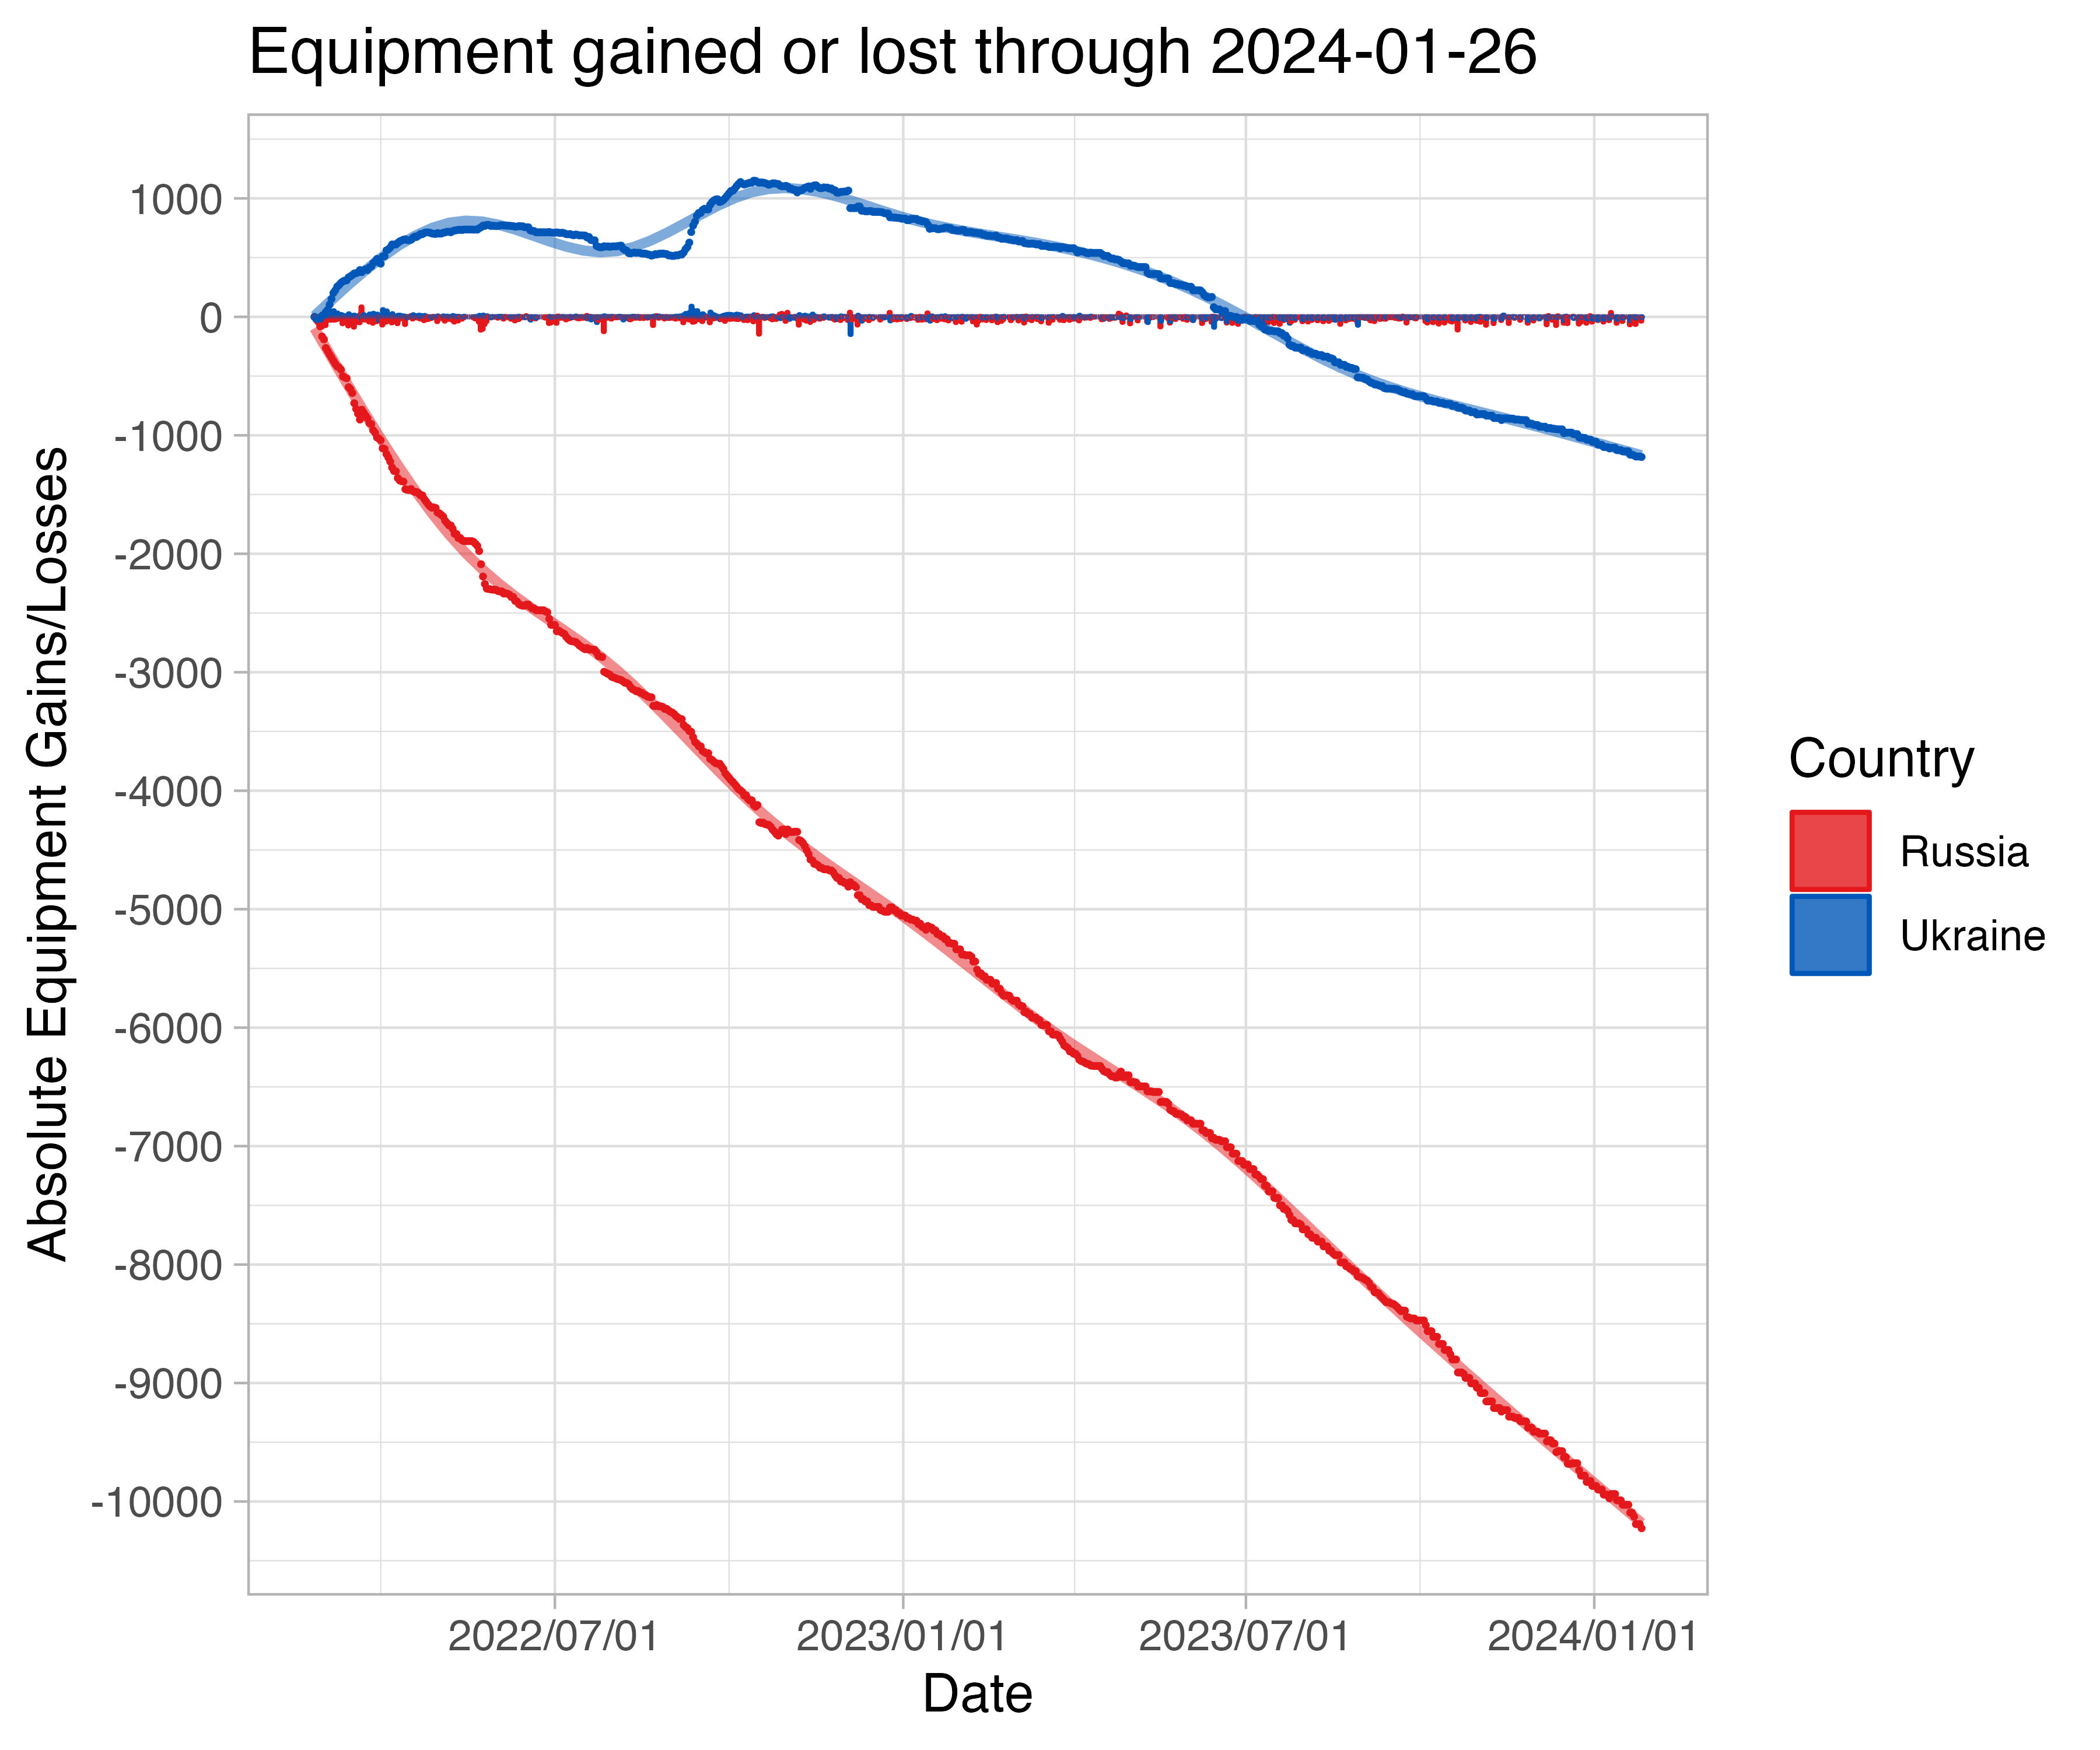 Equipment gained or lost through 2024-01-26
Absolute Equipment Gains/Losses
1000
0
-1000
-2000
-3000
-4000
-5000
-6000
-7000
-8000
-9000
-10000
2022/07/01
2023/01/01
2023/07/01
2024/01/01
Date
Country
Russia
Ukraine